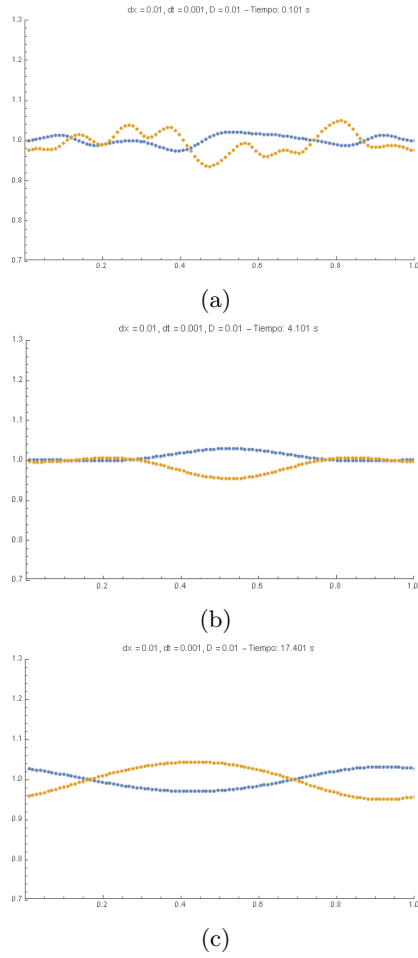 dx = 0.01, dt = 0.001, D = 0.01 – Tiempo: 0.101 s
1.3
1.2
1.1
1.0
0.9
0.8
0.7
0.2 0.4 0.6 0.8 1.0
(a)
dx = 0.01, dt = 0.001, D = 0.01 – Tiempo: 4.101 s
1.3
1.2
1.1
1.0
0.9
0.8
0.7
0.2 0.4 0.6 0.8 1.0
(b)
dx = 0.01, dt = 0.001, D = 0.01 – Tiempo: 17.401 s
1.3
1.2
1.1
1.0
0.9
0.8
0.7
0.2 0.4 0.6 0.8 1.0
(c)